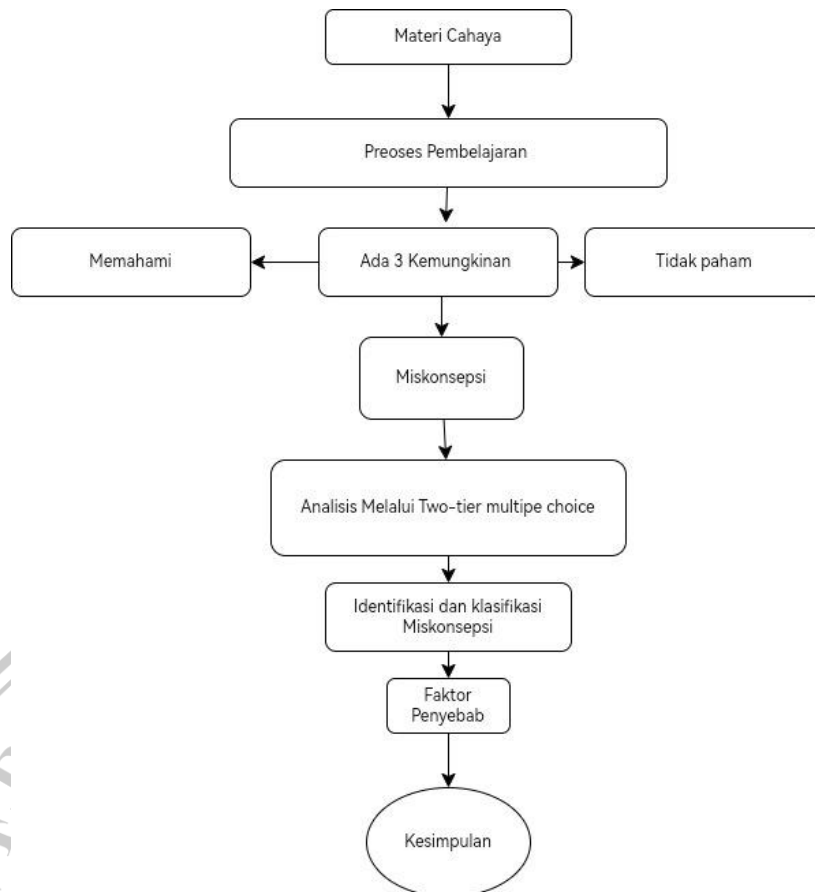 Materi Cahaya
Preoses Pembelajaran
Memahami
Ada 3 Kemungkinan
Tidak paham
Miskonsepsi
Analisis Melalui Two-tier multipe choice
Identifikasi dan klasifikasi
Miskonsepsi
Faktor
Penyebab
Kesimpulan